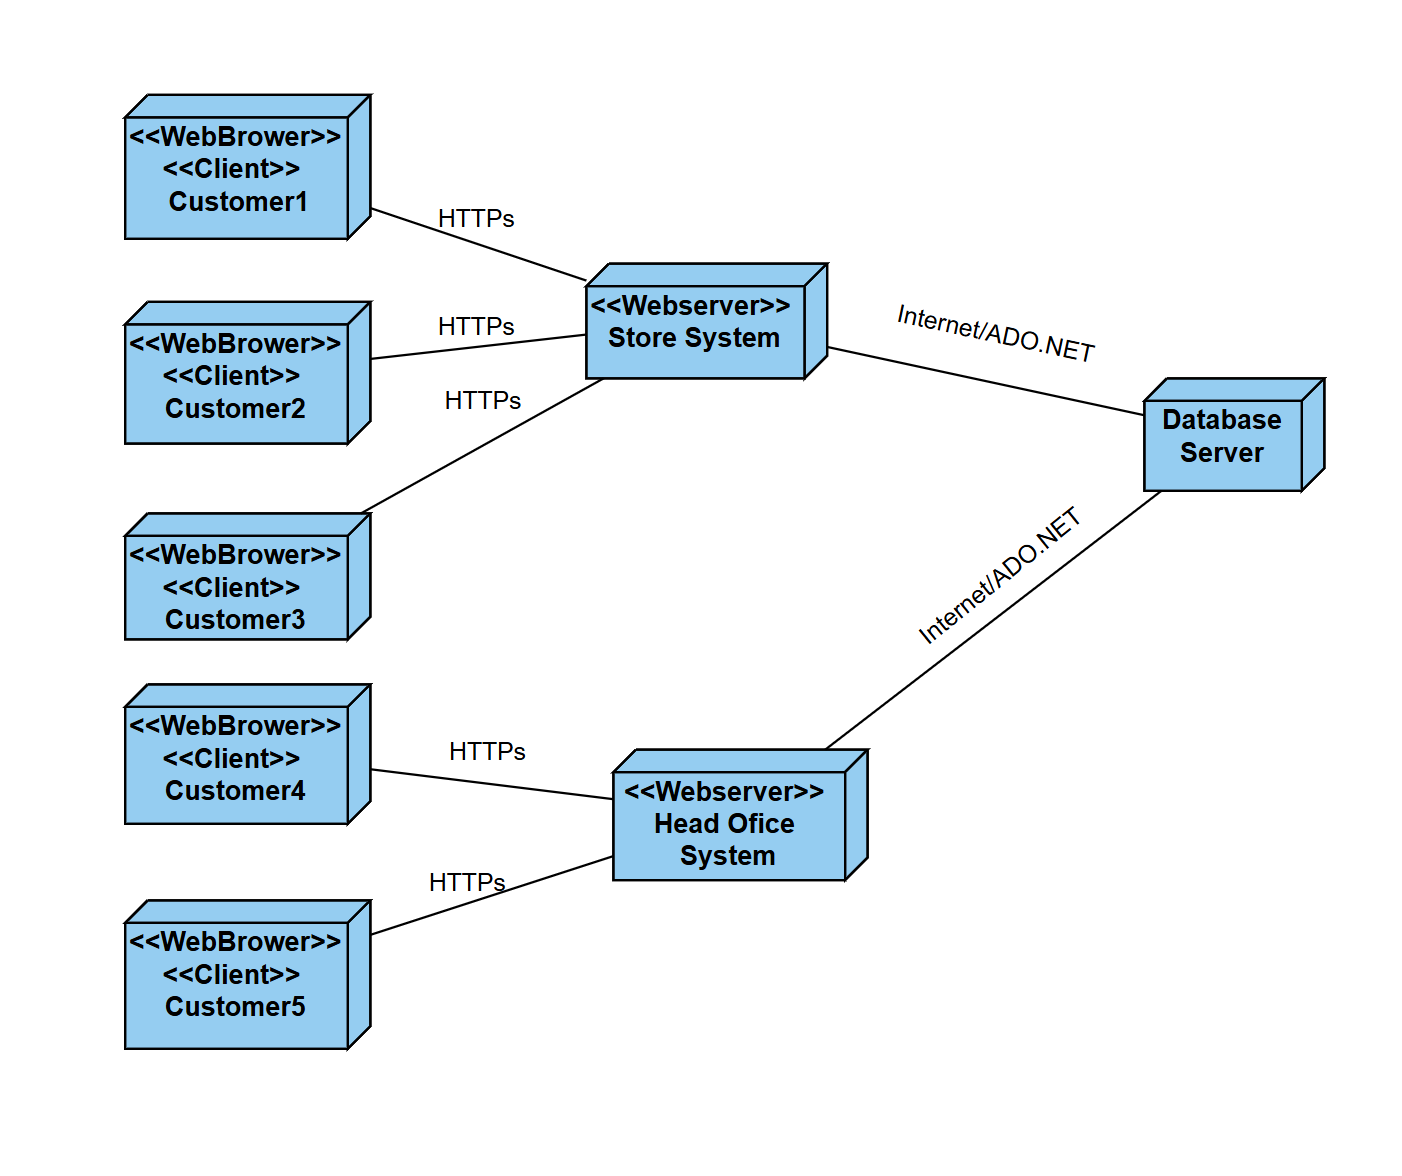 <<WebBrower>>
<<Client>>
Customer1
HTTPs
<<WebBrower>>
<<Client>>
Customer2
HTTPs
HTTPs
<<Webserver>>
Store System
Internet/ADO.NET
Database
Server
<<WebBrower>>
<<Client>>
Customer3
Internet/ADO.NET
<<WebBrower>>
<<Client>>
Customer4
HTTPs
<<Webserver>>
Head Ofice
System
HTTPs
<<WebBrower>>
<<Client>>
Customer5